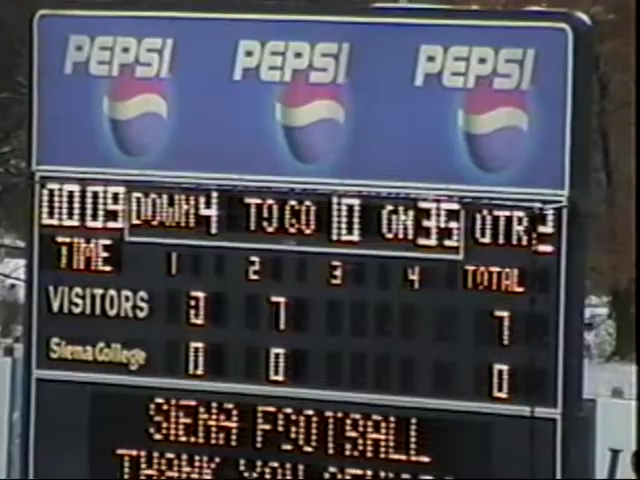 PEPSI PEPSI PEPSI
00 09 DOWN 4 TO GO 10 ON 35 QTR 2
TIME 1 2 3 4 TOTAL
VISITORS 0 7 7
Siena College 0 0 0
SIENA FOOTBALL
THANK YOU